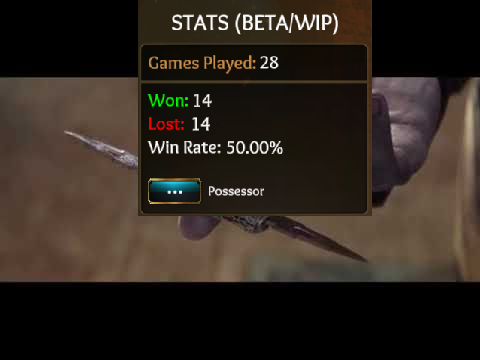 STATS (BETA/WIP)
Games Played: 28
Won: 14
Lost: 14
Win Rate: 50.00%
... Possessor